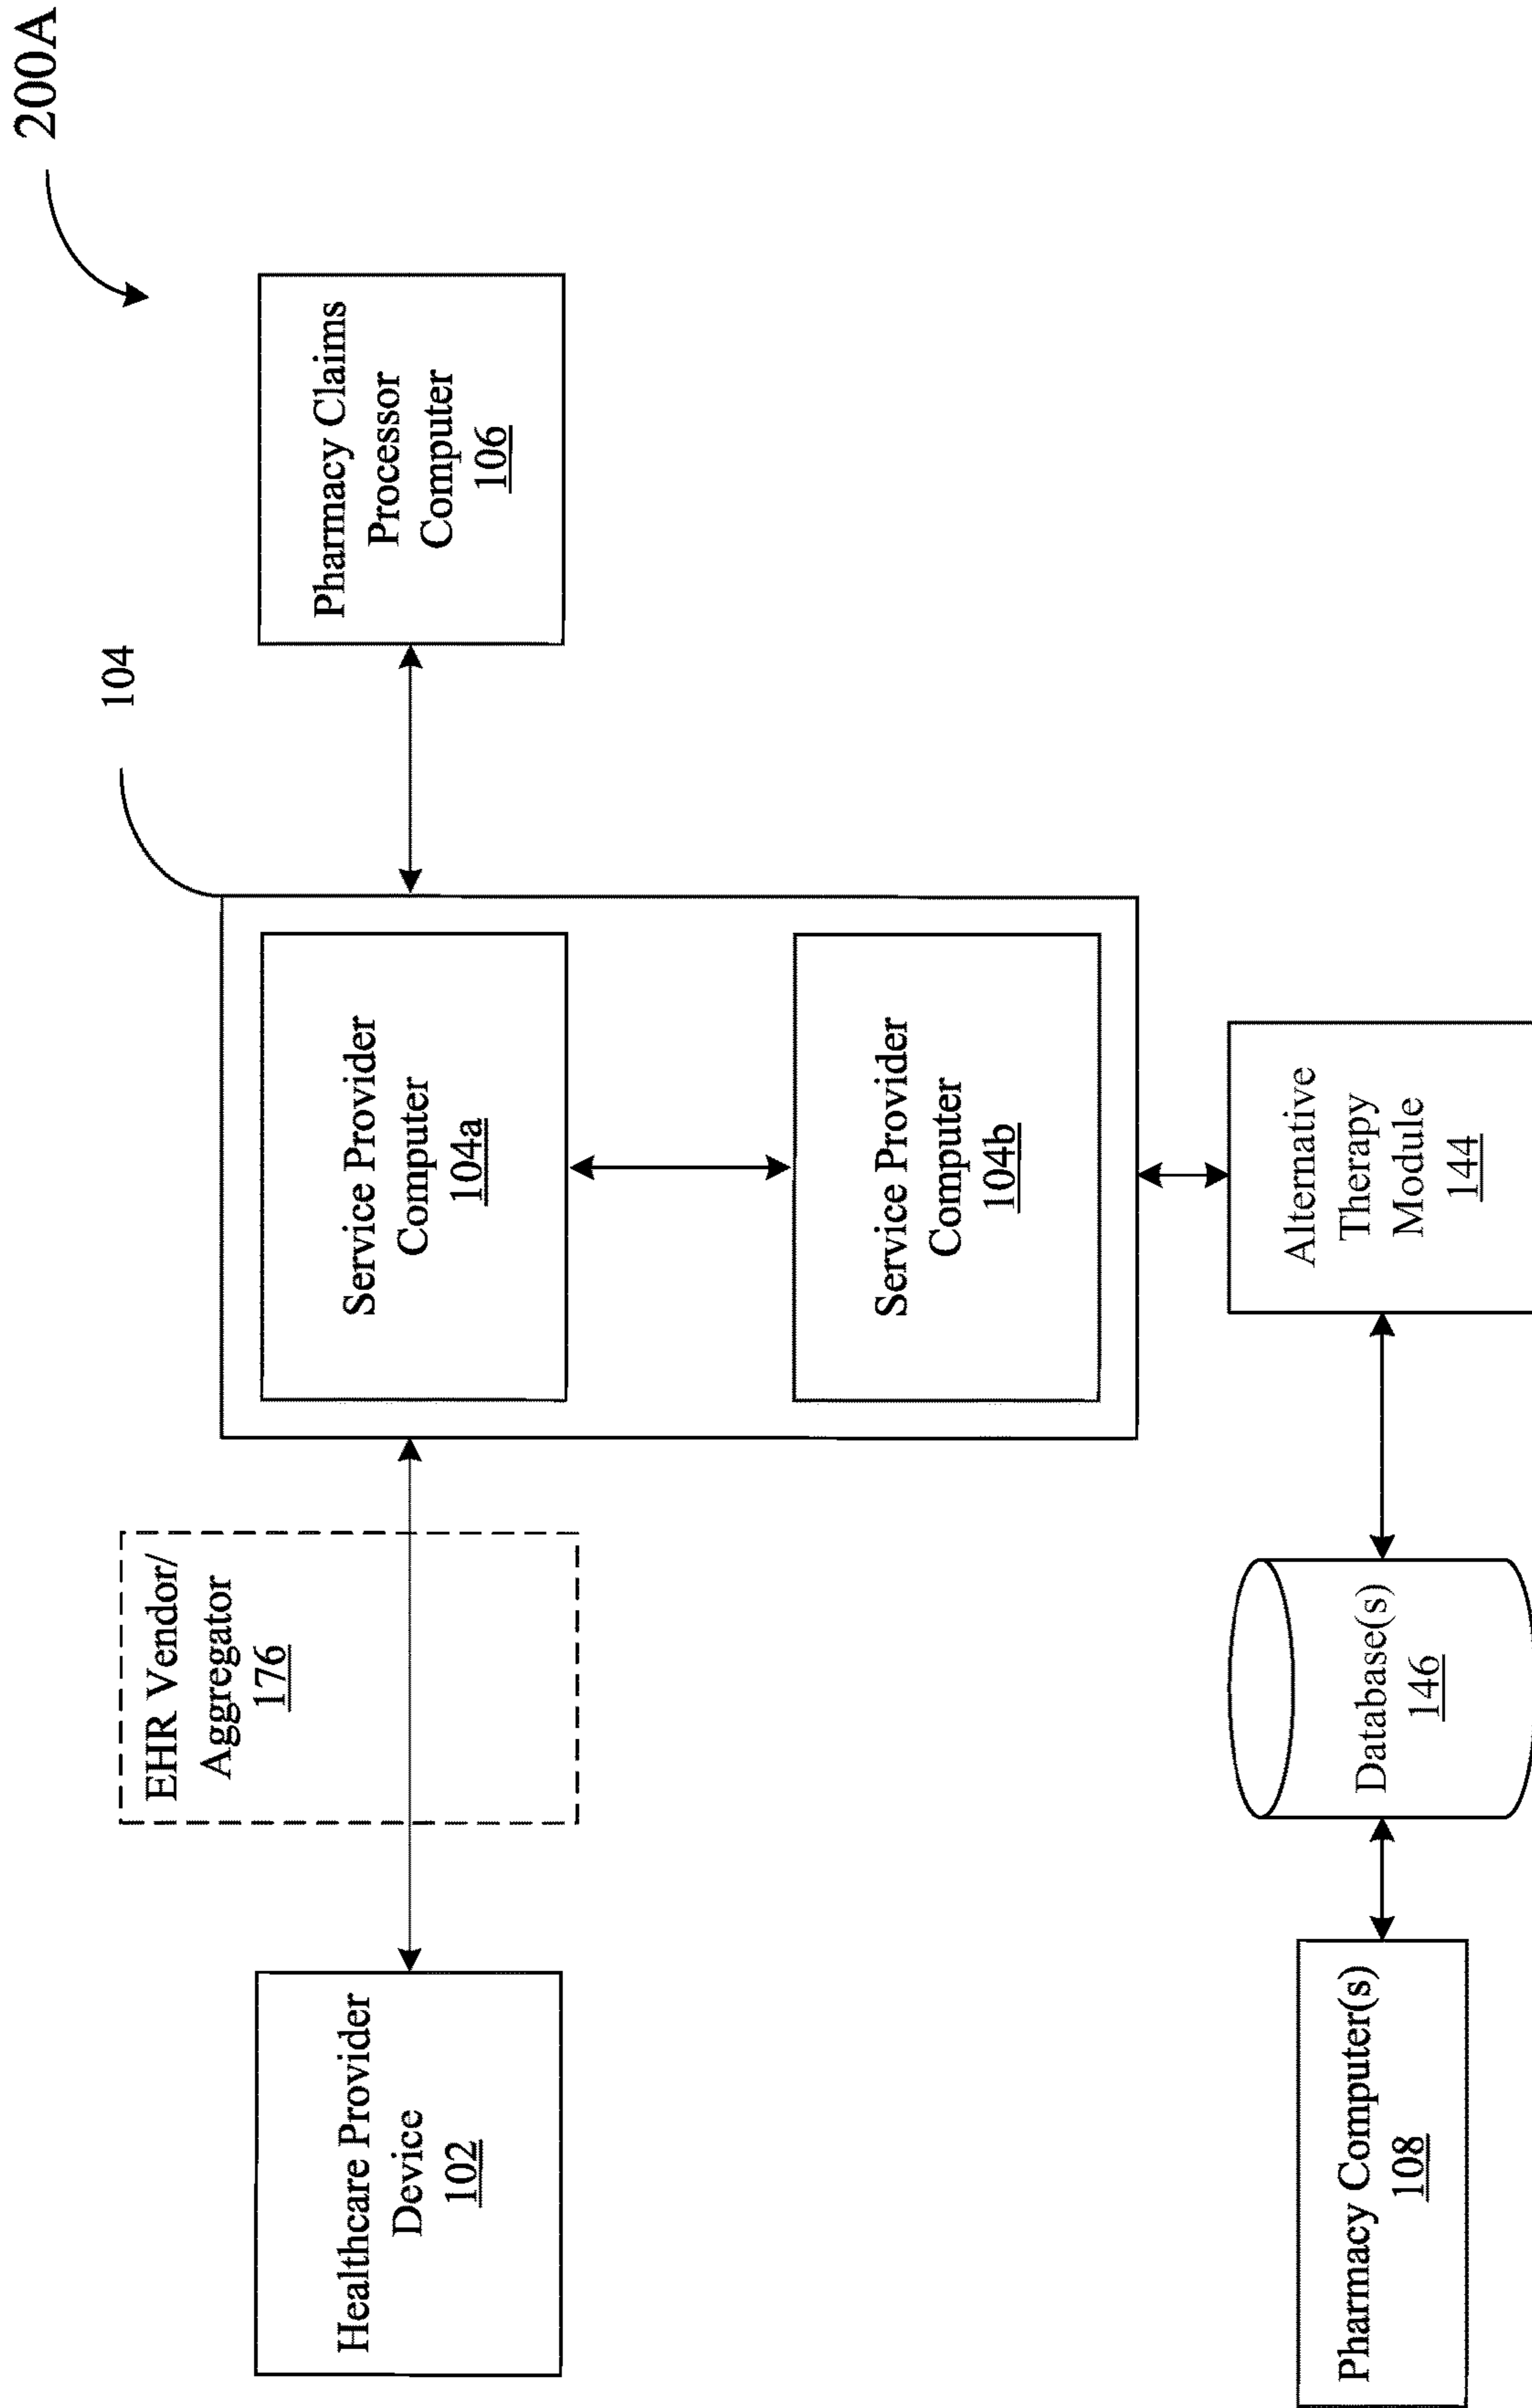 200A
104
EHR Vendor/
Aggregator
176
Healthcare Provider
Device
102
Service Provider
Computer
104a
Pharmacy Claims
Processor
Computer
106
Service Provider
Computer
104b
Pharmacy Computer(s)
108
Database(s)
146
Alternative
Therapy
Module
144